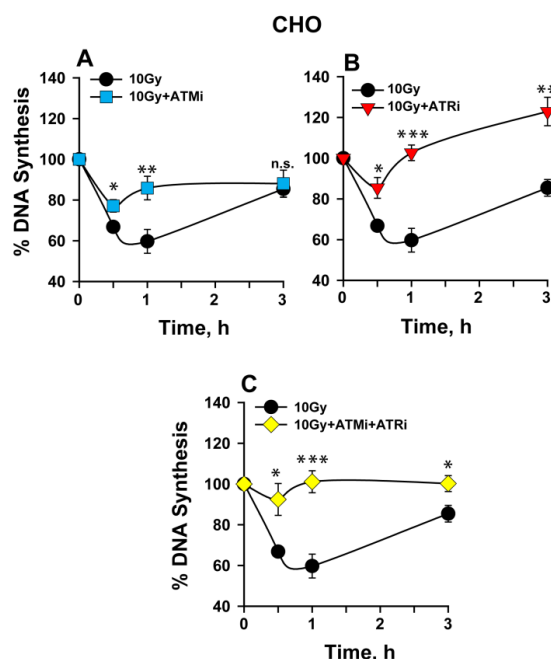 CHO
A
10Gy
10Gy+ATMi
140
120
100
80
60
40
% DNA Synthesis
*
**
n.s.
0
1
2
3
Time, h
B
10Gy
10Gy+ATRi
140
120
100
80
60
40
*
***
**
0
1
2
3
Time, h
C
10Gy
10Gy+ATMi+ATRi
140
120
100
80
60
40
% DNA Synthesis
*
***
*
0
1
2
3
Time, h